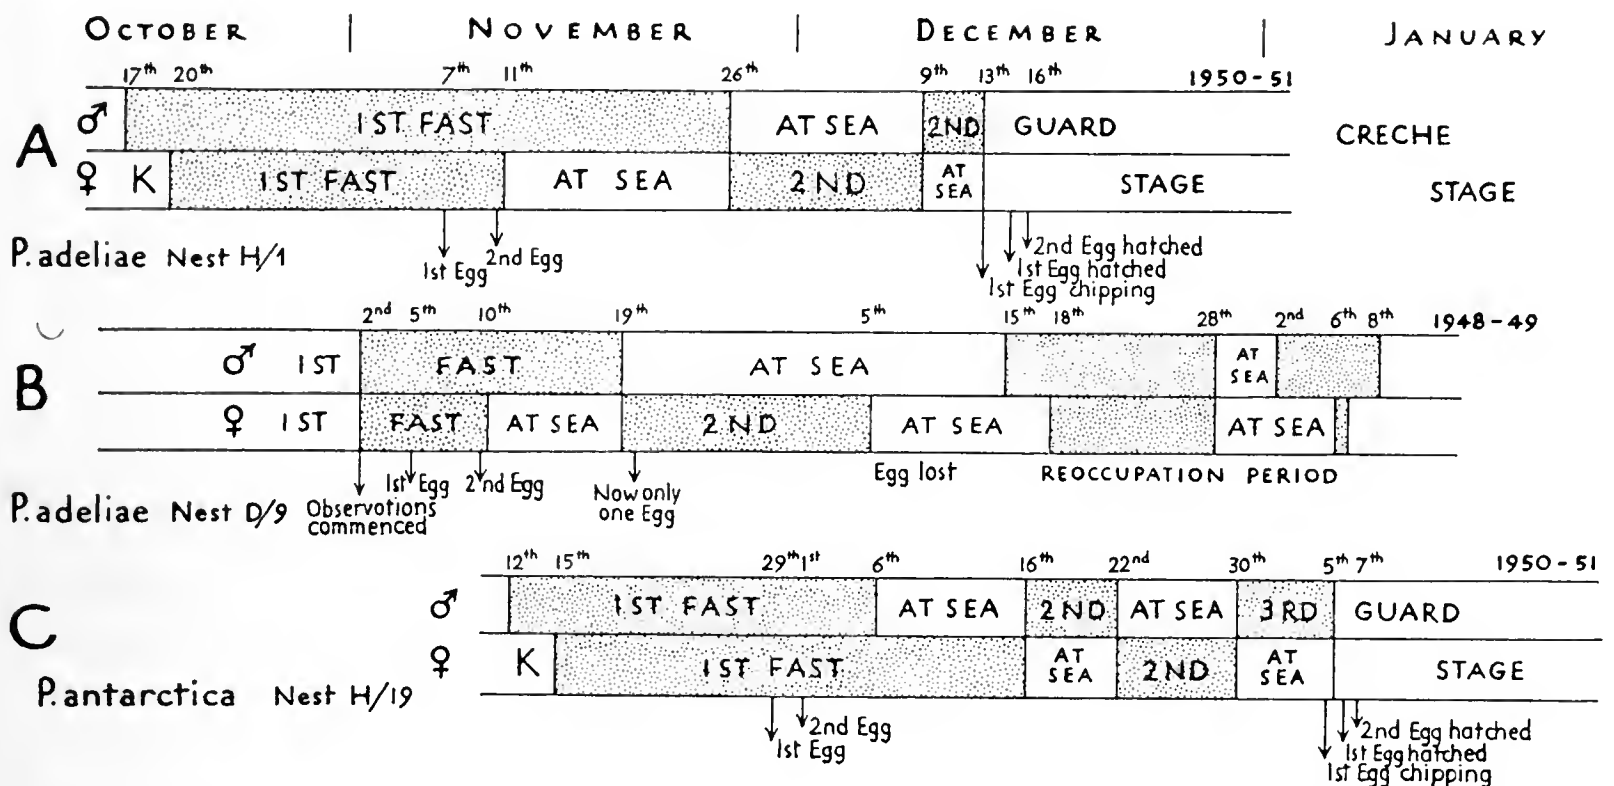 OCTOBER | NOVEMBER | DECEMBER | JANUARY
17th 20th 7th 11th 26th 9th 13th 16th 1950-51
A ♂ 1ST FAST AT SEA 2ND GUARD CRECHE
♀ K 1ST FAST AT SEA 2ND AT SEA STAGE STAGE
P. adeliae Nest H/1
1st Egg
2nd Egg
2nd Egg hatched
1st Egg hatched
1st Egg chipping
2nd 5th 10th 19th 5th 15th 18th 28th 2nd 6th 8th 1948-49
B ♂ 1ST FAST AT SEA AT SEA
♀ 1ST FAST AT SEA 2ND AT SEA AT SEA
Egg lost REOCCUPATION PERIOD
P. adeliae Nest D/9
Observotions
commenced
1st Egg
2nd Egg
Now only
one Egg
12th 15th 29th 1st 6th 16th 22nd 30th 5th 7th 1950-51
C ♂ 1ST FAST AT SEA 2ND AT SEA 3RD GUARD
♀ K 1ST FAST AT SEA 2ND AT SEA STAGE
P. antarctica Nest H/19
2nd Egg
1st Egg
2nd Egg hatched
1st Egg hatched
1st Egg chipping